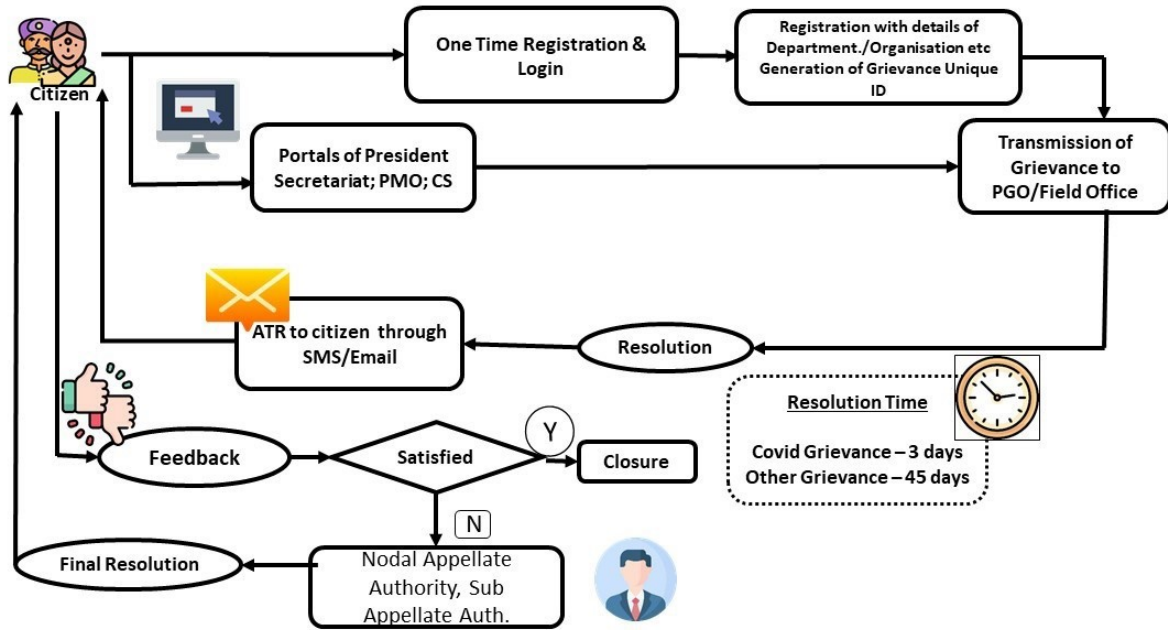 Citizen
One Time Registration &
Login
Registration with details of
Department./Organisation etc
Generation of Grievance Unique
ID
Portals of President
Secretariat; PMO; CS
Transmission of
Grievance to
PGO/Field Office
ATR to citizen through
SMS/Email
Resolution
Resolution Time
Covid Grievance – 3 days
Other Grievance – 45 days
Feedback
Satisfied
Y
Closure
N
Final Resolution
Nodal Appellate
Authority, Sub
Appellate Auth.